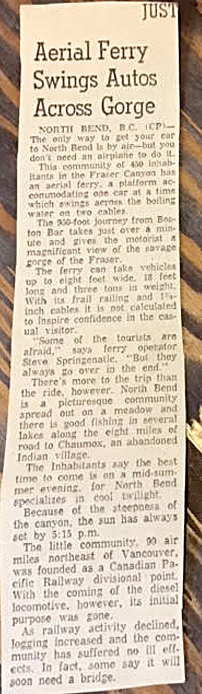 JUST
Aerial Ferry
Swings Autos
Across Gorge
NORTH BEND, B.C. (CP)—
The only way to get your car
to North Bend is by air—but you
don't need an airplane to do it.
This community of 450 inhab-
itants in the Fraser Canyon has
an aerial ferry, a platform ac-
commodating one car at a time
which swings across the boiling
water on two cables.
The 950-foot journey from Bos-
ton Bar takes just over a min-
ute and gives the motorist a
magnificent view of the savage
gorge of the Fraser.
The ferry can take vehicles
up to eight feet wide, 18 feet
long and three tons in weight.
With its frail railing and
inch cables it is not calculated
to inspire confidence in the cas-
ual visitor.
"Some of the tourists are
afraid," says ferry operator
Steve Springenatic. "But they
always go over in the end."
There's more to the trip than
the ride, however. North Bend
is a picturesque community
spread out on a meadow and
there is good fishing in several
lakes along the eight miles of
road to Chaumox, an abandoned
Indian village.
The Inhabitants say the best
time to come is on a mid-sum-
mer evening, for North Bend
specializes in cool twilight.
Because of the steepness of
the canyon, the sun has always
set by 5:15 p.m.
The little community, 90 air
miles northeast of Vancouver,
was founded as a Canadian Pa-
cific Railway divisional point.
With the coming of the diesel
locomotive, however, its initial
purpose was gone.
As railway activity declined,
logging increased and the com-
munity has suffered no ill eff-
ects. In fact, some say it will
soon need a bridge.